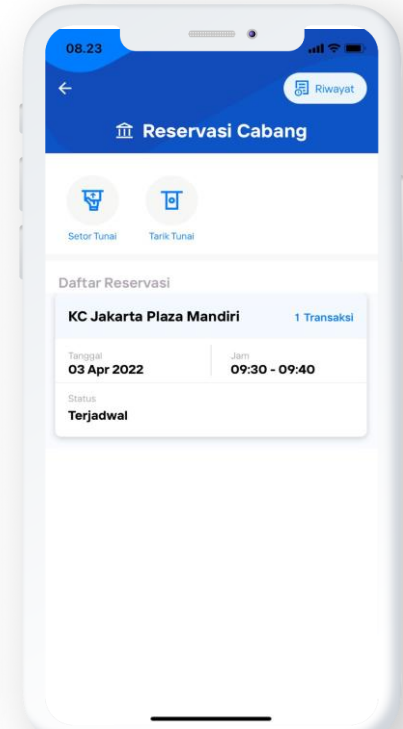 08.23
Riwayat
Reservasi Cabang
Setor Tunai
Tarik Tunai
Daftar Reservasi
KC Jakarta Plaza Mandiri
1 Transaksi
Tanggal
Jam
03 Apr 2022
09:30 - 09:40
Status
Terjadwal